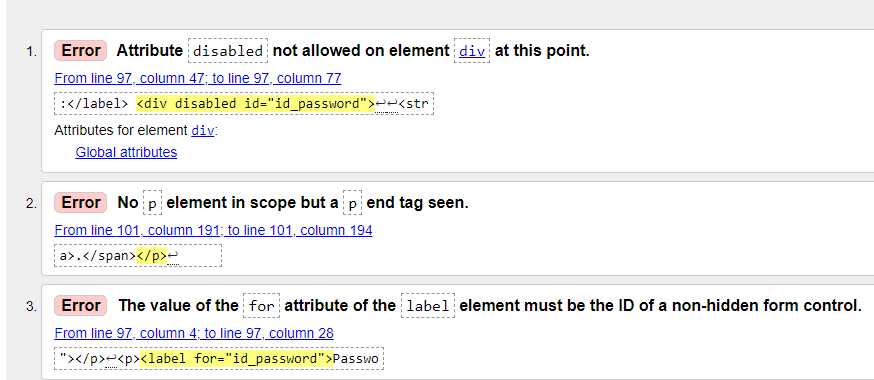 1. Error Attribute disabled not allowed on element div at this point.
From line 97, column 47; to line 97, column 77
:</label> <div disabled id="id_password">↩↩<str
Attributes for element div:
Global attributes
2. Error No p element in scope but a p end tag seen.
From line 101, column 191; to line 101, column 194
a>.</span></p>↩
3. Error The value of the for attribute of the label element must be the ID of a non-hidden form control.
From line 97, column 4; to line 97, column 28
"></p>↩<p><label for="id_password">Passwo